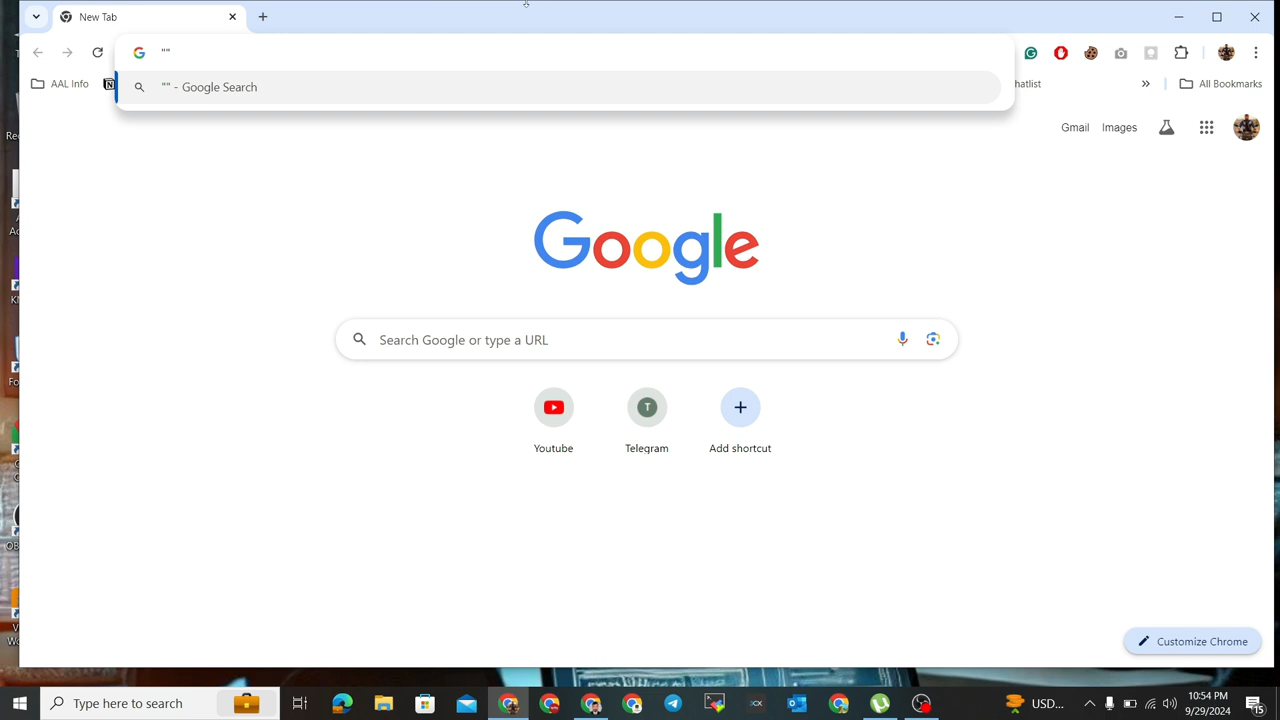 New Tab
""
AAL Info
"" - Google Search
hatlist
All Bookmarks
Gmail
Images
Google
Search Google or type a URL
T
Youtube
Telegram
Add shortcut
Customize Chrome
Type here to search
USD...
10:54 PM
9/29/2024
15